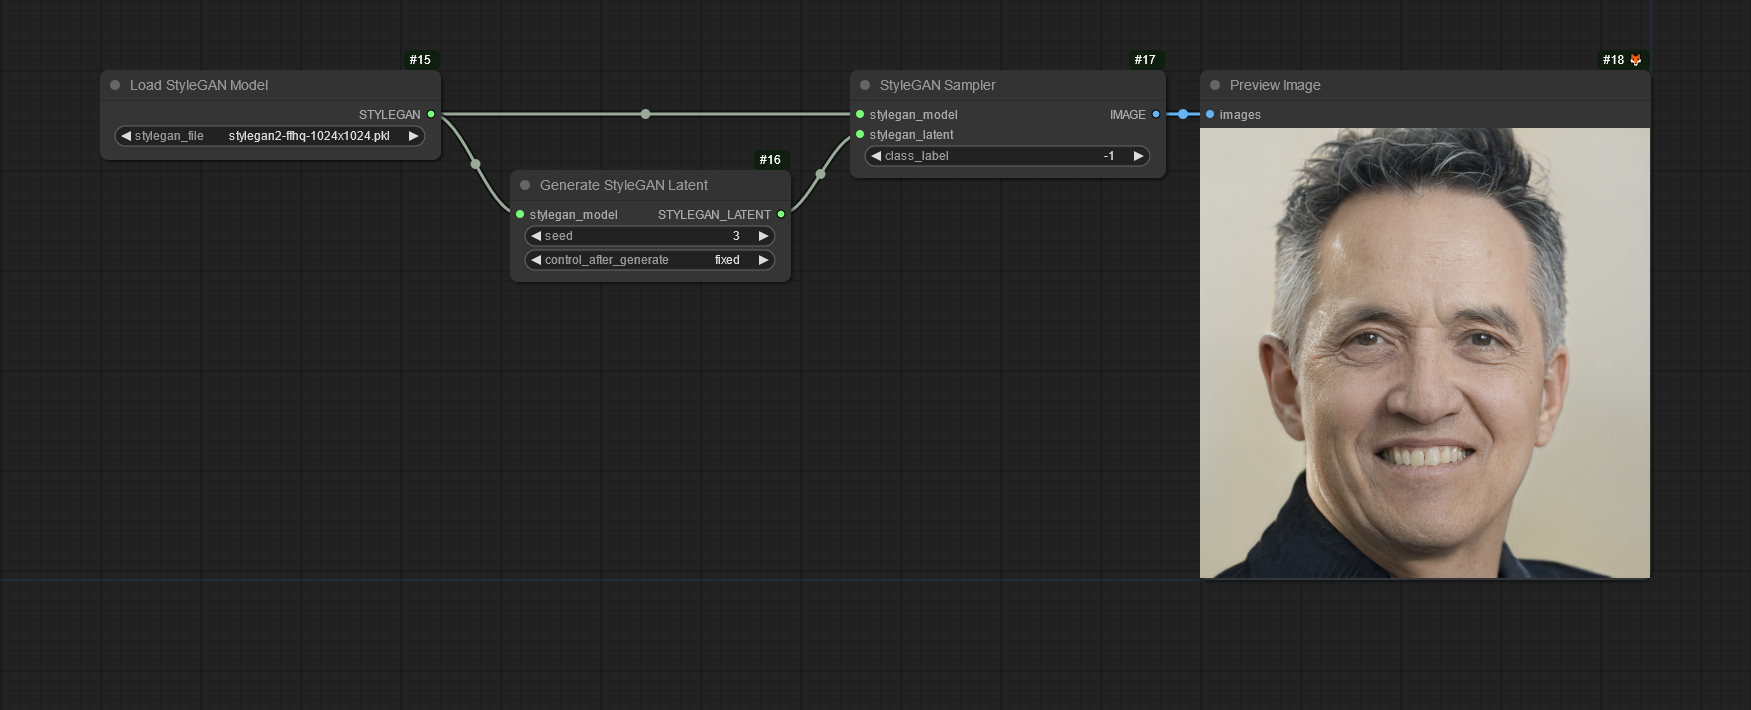 #15
Load StyleGAN Model
STYLEGAN
stylegan_file stylegan2-ffhq-1024x1024.pkl
#16
Generate StyleGAN Latent
stylegan_model STYLEGAN_LATENT
seed 3
control_after_generate fixed
#17
StyleGAN Sampler
stylegan_model IMAGE
stylegan_latent
class_label -1
#18
Preview Image
images